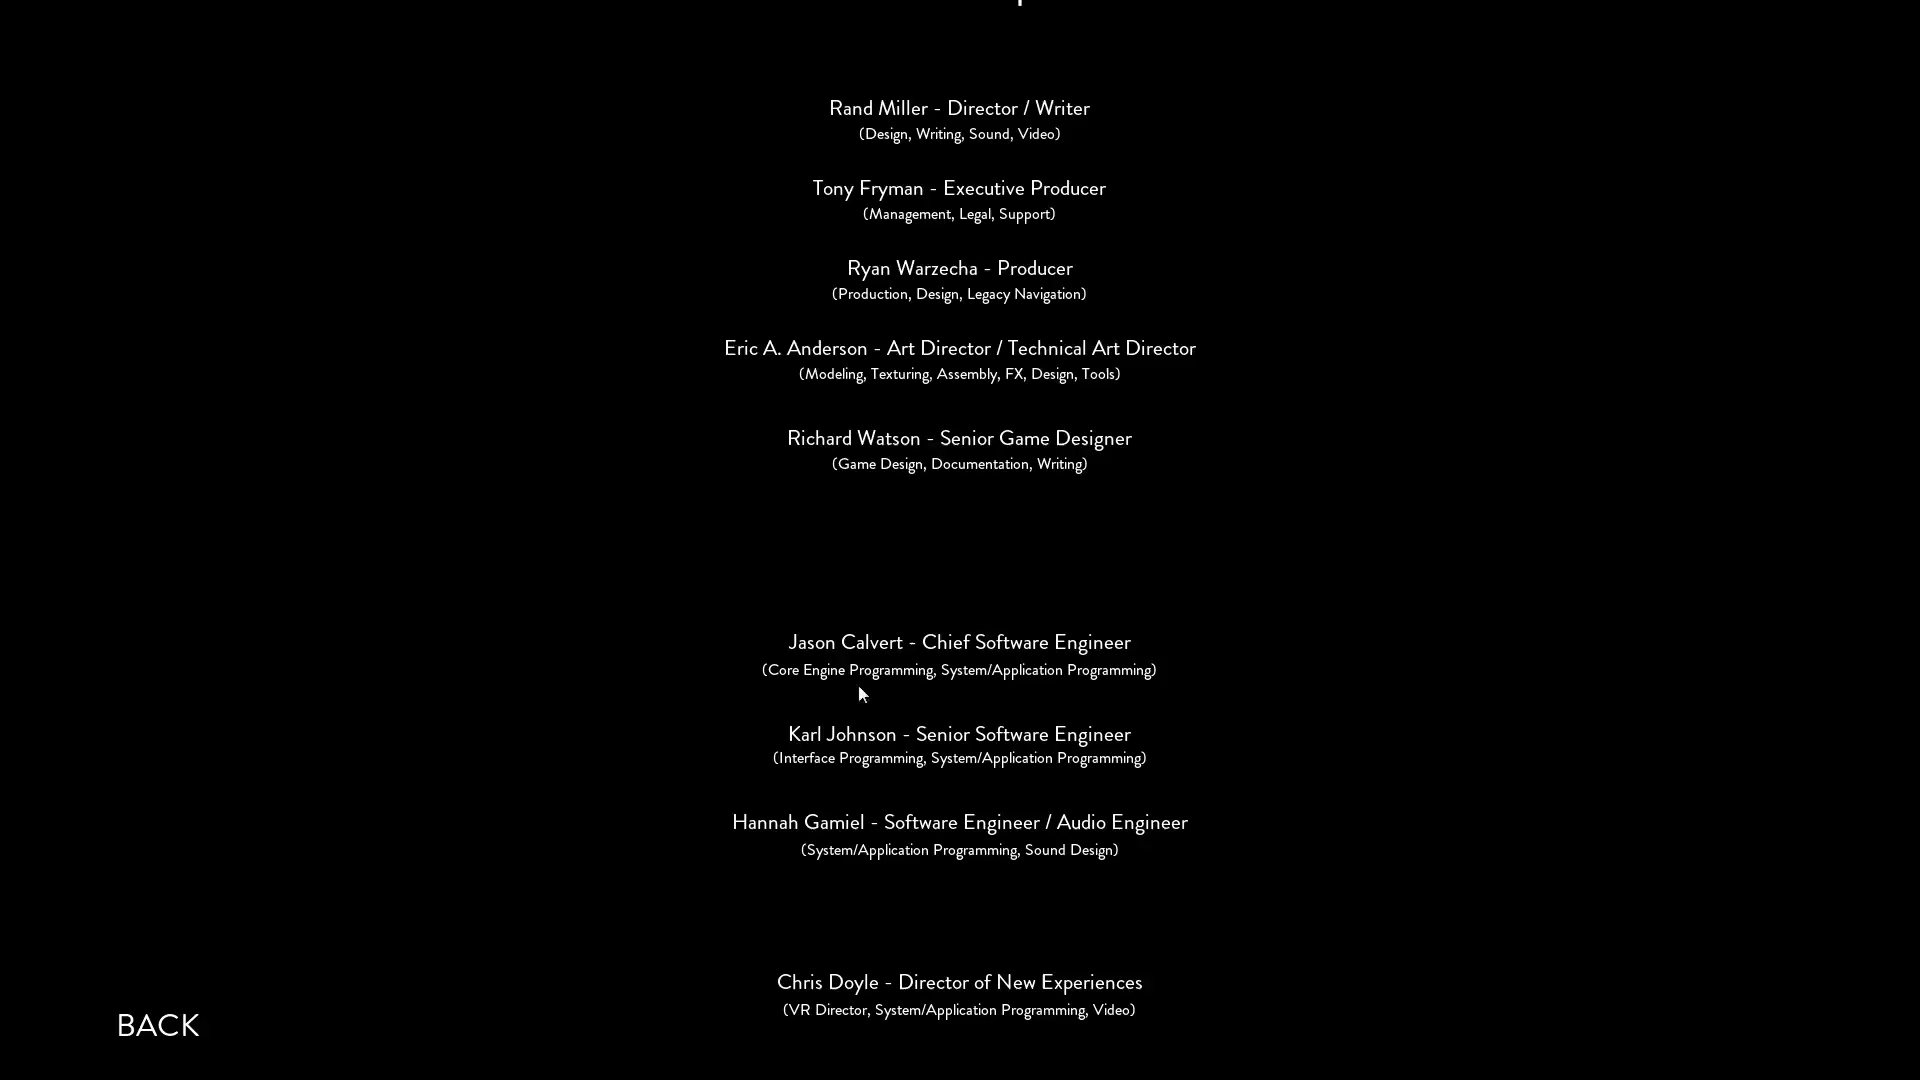 Rand Miller - Director / Writer
(Design, Writing, Sound, Video)
Tony Fryman - Executive Producer
(Management, Legal, Support)
Ryan Warzecha - Producer
(Production, Design, Legacy Navigation)
Eric A. Anderson - Art Director / Technical Art Director
(Modeling, Texturing, Assembly, FX, Design, Tools)
Richard Watson - Senior Game Designer
(Game Design, Documentation, Writing)
Jason Calvert - Chief Software Engineer
(Core Engine Programming, System/Application Programming)
Karl Johnson - Senior Software Engineer
(Interface Programming, System/Application Programming)
Hannah Gamiel - Software Engineer / Audio Engineer
(System/Application Programming, Sound Design)
Chris Doyle - Director of New Experiences
(VR Director, System/Application Programming, Video)
BACK